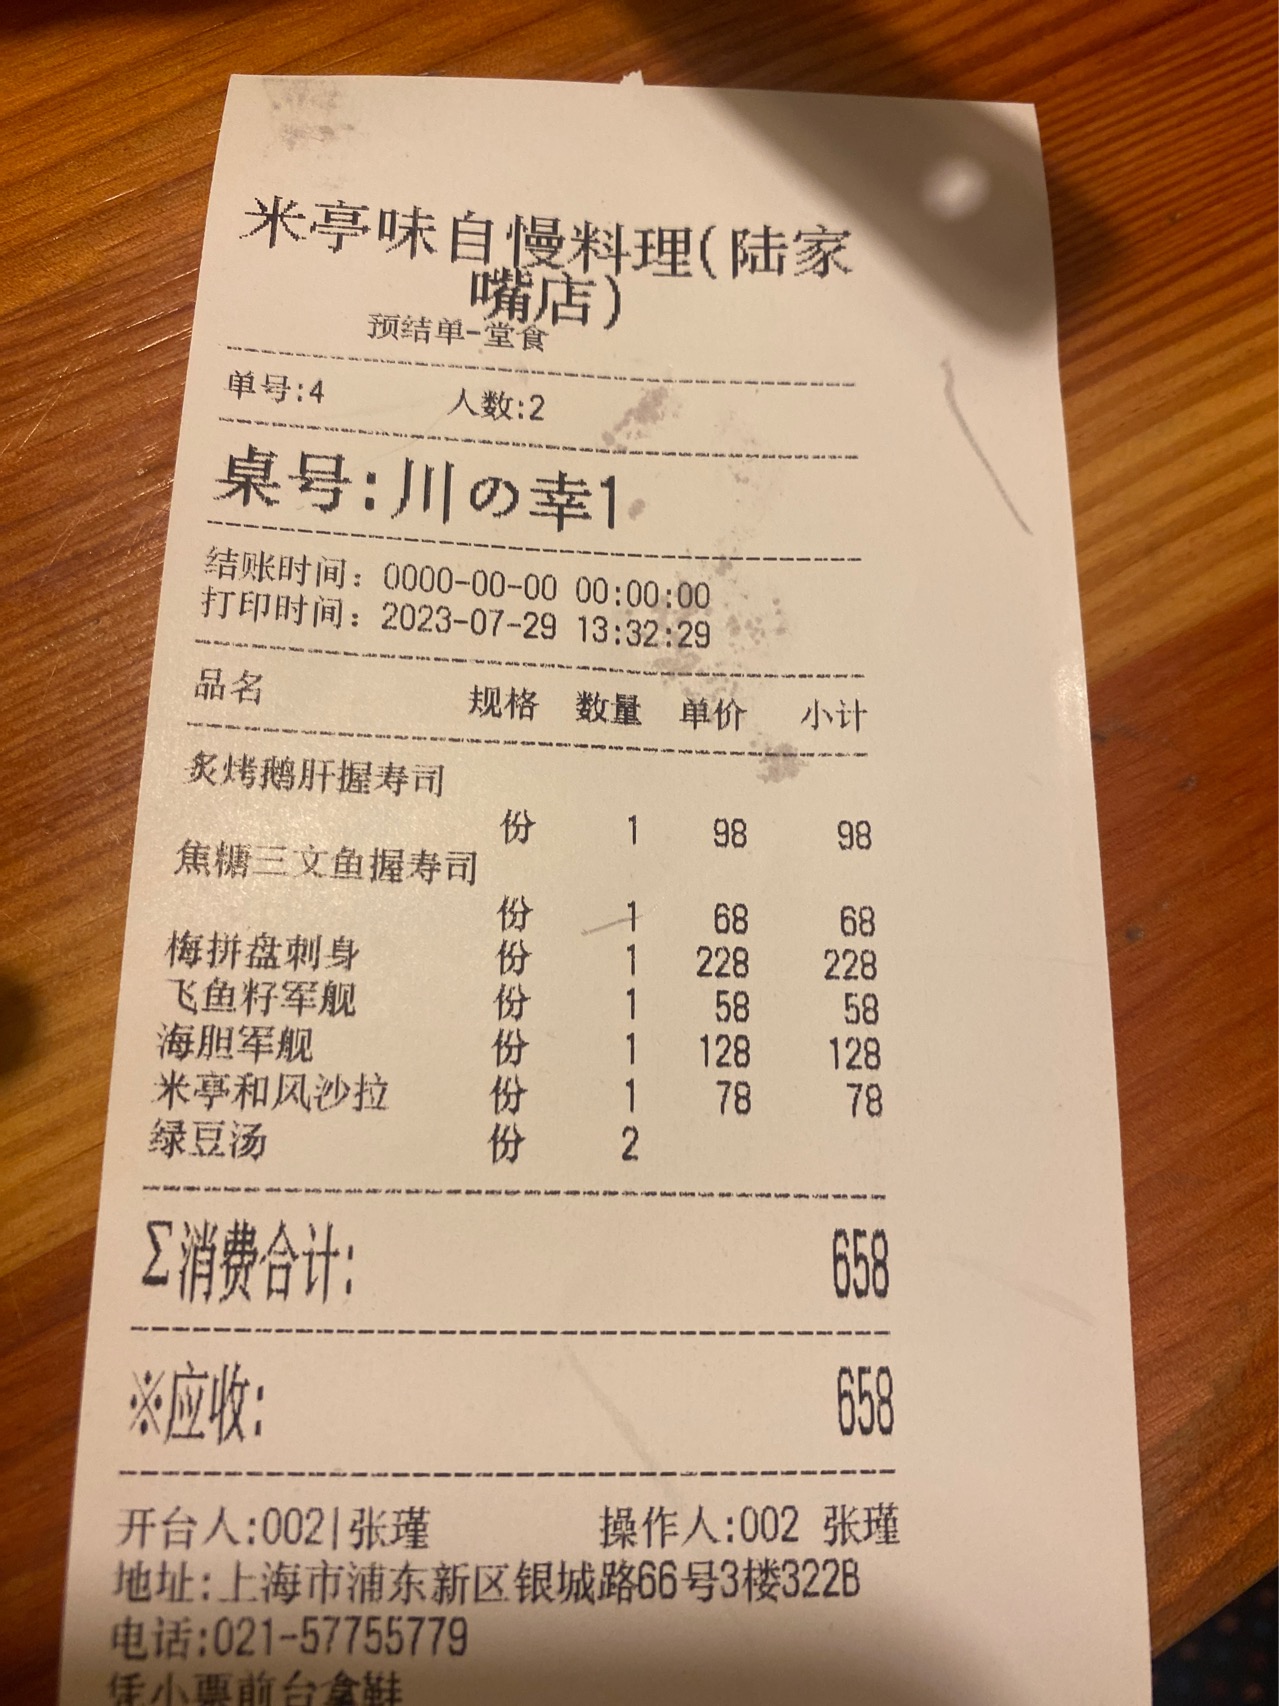 米亭味自慢料理(陆家
嘴店)
预结单-堂食
单号:4 人数:2
桌号:川の幸1
结账时间：0000-00-00 00:00:00
打印时间：2023-07-29 13:32:29
品名 规格 数量 单价 小计
炙烤鹅肝握寿司
份 1 98 98
焦糖三文鱼握寿司
份 1 68 68
梅拼盘刺身 份 1 228 228
飞鱼籽军舰 份 1 58 58
海胆军舰 份 1 128 128
米亭和风沙拉 份 1 78 78
绿豆汤 份 2
Σ消费合计: 658
※应收: 658
开台人:002|张瑾 操作人:002 张瑾
地址:上海市浦东新区银城路66号3楼322B
电话:021-57755779
凭小票前台拿鞋